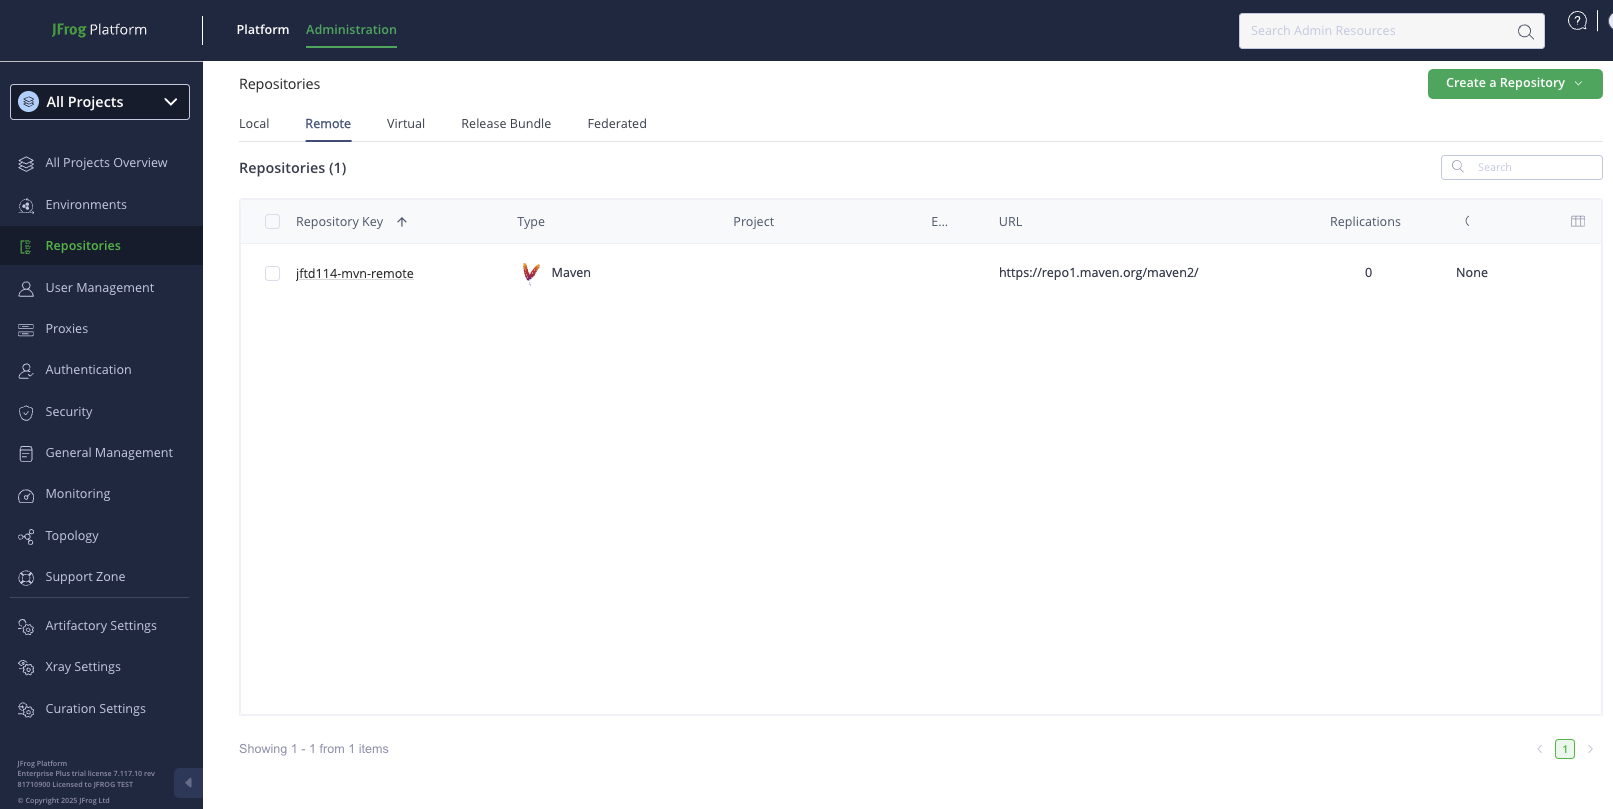 JFrog Platform
Platform Administration
Search Admin Resources
All Projects
All Projects Overview
Environments
Repositories
User Management
Proxies
Authentication
Security
General Management
Monitoring
Topology
Support Zone
Artifactory Settings
Xray Settings
Curation Settings
JFrog Platform
Enterprise Plus trial license 7.117.10 rev
81710900 Licensed to JFROG TEST
© Copyright 2025 JFrog Ltd
Repositories
Create a Repository
Local Remote Virtual Release Bundle Federated
Repositories (1)
Search
Repository Key Type Project E... URL Replications
jftd114-mvn-remote Maven https://repo1.maven.org/maven2/ 0 None
Showing 1 - 1 from 1 items
1